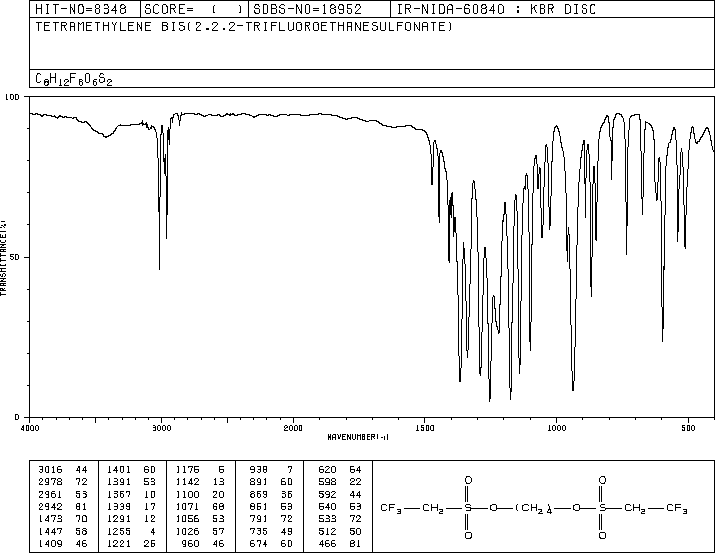 HIT-NO=8348 SCORE= ( ) SDBS-NO=18952 IR-NIDA-60840 : KBR DISC
TETRAMETHYLENE BIS(2,2,2-TRIFLUOROETHANESULFONATE)
C8H12F6O6S2
100
50
0
TRANSMITTANCE(%)
4000 3000 2000 1500 1000 500
WAVENUMBER(-1)
3016 44 1401 60 1176 5 938 7 620 64
2978 72 1391 53 1142 13 891 60 598 22
2961 53 1367 10 1100 20 869 36 592 44
2942 81 1339 17 1071 68 851 53 540 53
1473 70 1291 12 1056 53 791 72 533 72
1447 58 1255 4 1026 57 735 49 512 50
1409 46 1221 26 960 46 674 60 466 81
O O
CF3—CH2—S—O—(CH2)4—O—S—CH2—CF3
O O